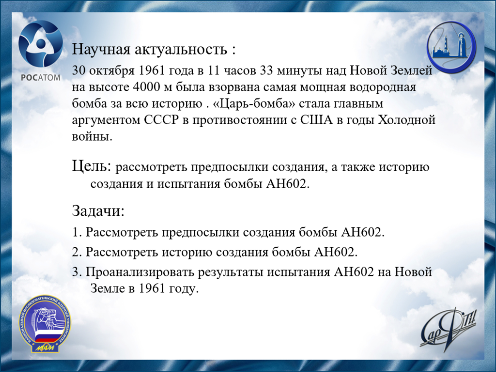 РОСАТОМ
Научная актуальность :
30 октября 1961 года в 11 часов 33 минуты над Новой Землей
на высоте 4000 м была взорвана самая мощная водородная
бомба за всю историю . «Царь-бомба» стала главным
аргументом СССР в противостоянии с США в годы Холодной
войны.
Цель: рассмотреть предпосылки создания, а также историю
создания и испытания бомбы АН602.
Задачи:
1. Рассмотреть предпосылки создания бомбы АН602.
2. Рассмотреть историю создания бомбы АН602.
3. Проанализировать результаты испытания АН602 на Новой
Земле в 1961 году.
СарФТИ